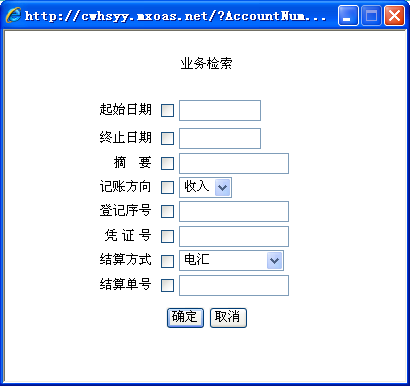 http://cwhsyy.mxoas.net/?AccountNum...
业务检索
起始日期
终止日期
摘 要
记账方向 收入
登记序号
凭 证 号
结算方式 电汇
结算单号
确定 取消